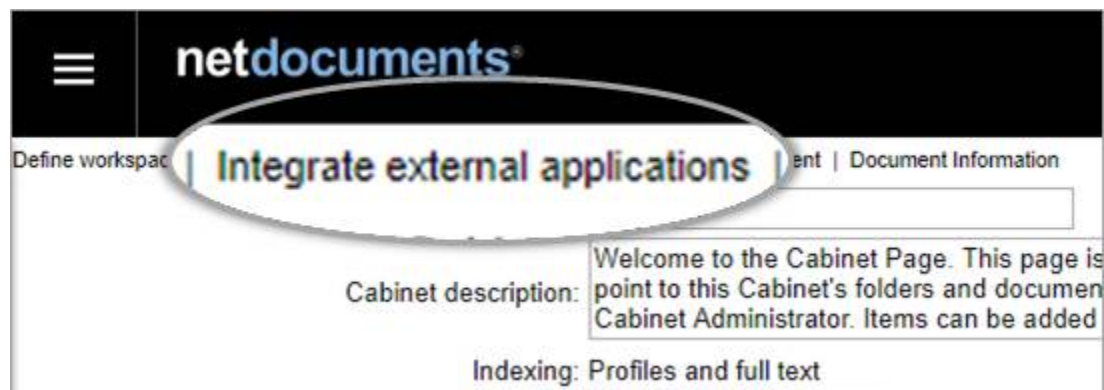 netdocuments®
Define workspac | Integrate external applications | ent | Document Information
Welcome to the Cabinet Page. This page is
Cabinet description: point to this Cabinet's folders and documen
Cabinet Administrator. Items can be added
Indexing: Profiles and full text